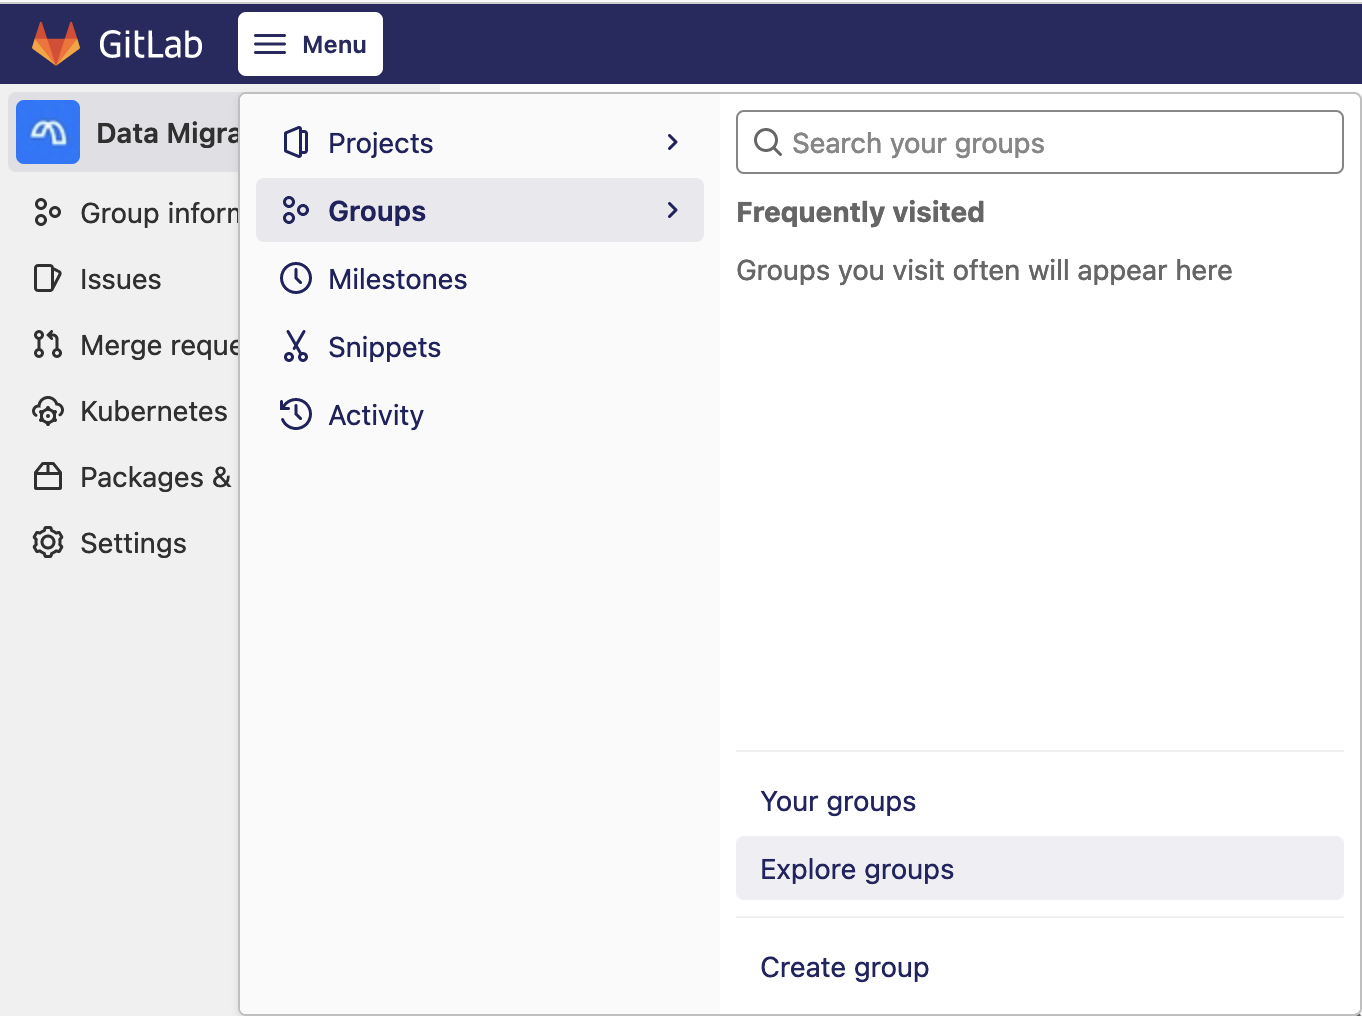 GitLab
Menu
Data Migra
Group inforn
Issues
Merge reque
Kubernetes
Packages &
Settings
Projects
Groups
Milestones
Snippets
Activity
Search your groups
Frequently visited
Groups you visit often will appear here
Your groups
Explore groups
Create group